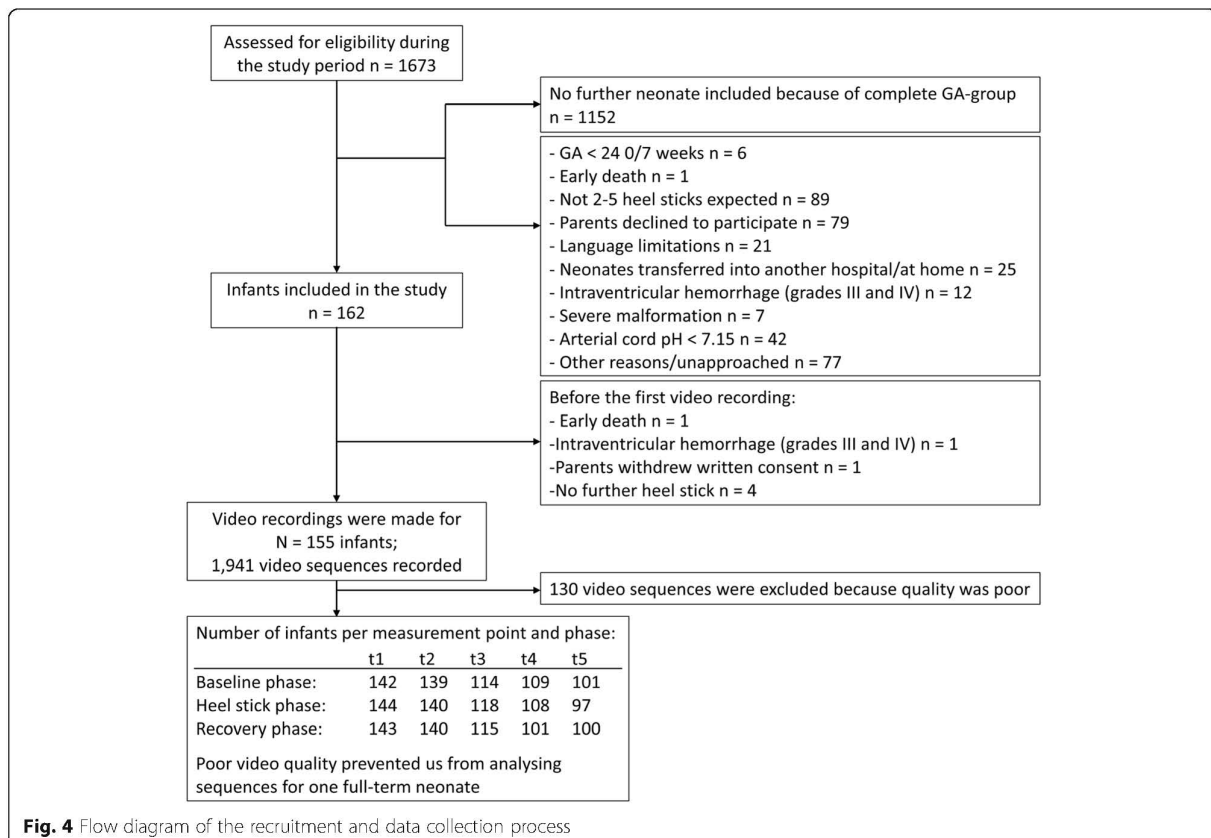 Assessed for eligibility during
the study period n = 1673
No further neonate included because of complete GA-group
n = 1152
- GA < 24 0/7 weeks n = 6
- Early death n = 1
- Not 2-5 heel sticks expected n = 89
- Parents declined to participate n = 79
- Language limitations n = 21
- Neonates transferred into another hospital/at home n = 25
- Intraventricular hemorrhage (grades III and IV) n = 12
- Severe malformation n = 7
- Arterial cord pH < 7.15 n = 42
- Other reasons/unapproached n = 77
Infants included in the study
n = 162
Before the first video recording:
- Early death n = 1
-Intraventricular hemorrhage (grades III and IV) n = 1
-Parents withdrew written consent n = 1
-No further heel stick n = 4
Video recordings were made for
N = 155 infants;
1,941 video sequences recorded
130 video sequences were excluded because quality was poor
Number of infants per measurement point and phase:
t1 t2 t3 t4 t5
Baseline phase: 142 139 114 109 101
Heel stick phase: 144 140 118 108 97
Recovery phase: 143 140 115 101 100
Poor video quality prevented us from analysing
sequences for one full-term neonate
Fig. 4 Flow diagram of the recruitment and data collection process